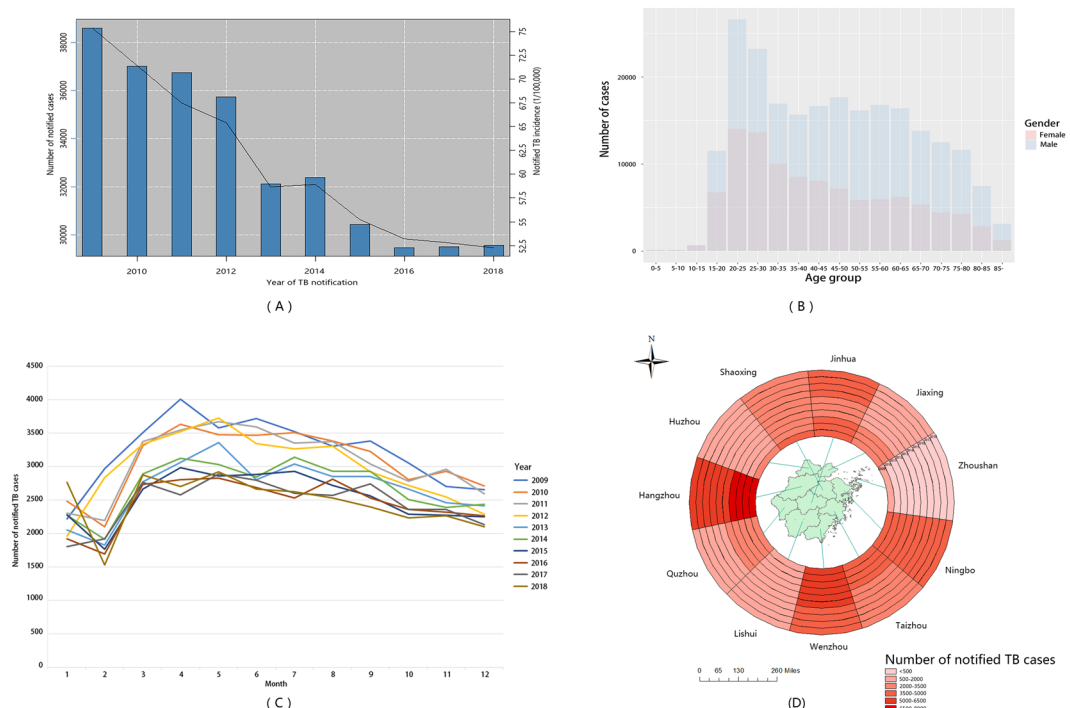 Number of notified cases
38000
36000
34000
32000
30000
75
72.5
70
67.5
65
62.5
60
57.5
55
52.5
Notified TB incidence (1/100,000)
2010 2012 2014 2016 2018
Year of TB notification
( A )
Number of cases
20000
10000
0
0-5 5-10 10-15 15-20 20-25 25-30 30-35 35-40 40-45 45-50 50-55 55-60 60-65 65-70 70-75 75-80 80-85 85-
Age group
Gender
Female
Male
( B )
Number of notified TB cases
4500
4000
3500
3000
2500
2000
1500
1000
500
0
1 2 3 4 5 6 7 8 9 10 11 12
Month
Year
2009
2010
2011
2012
2013
2014
2015
2016
2017
2018
( C )
N
Jinhua
Shaoxing
Jiaxing
Huzhou
Zhoushan
Hangzhou
Quzhou
Ningbo
Lishui
Taizhou
Wenzhou
0 65 130 260 Miles
Number of notified TB cases
<500
500-2000
2000-3500
3500-5000
5000-6500
(D)